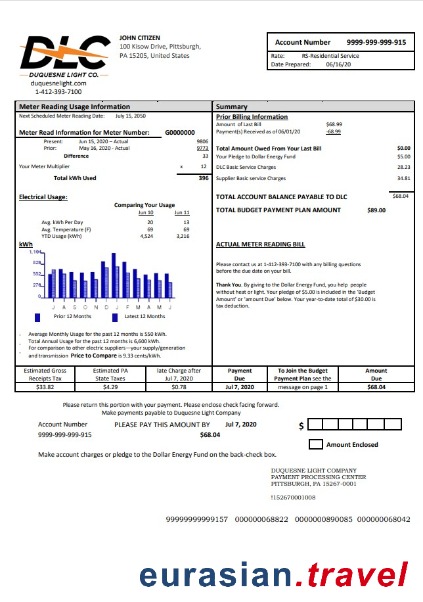 DLC
DUQUESNE LIGHT CO.
duquesnelight.com
1-412-393-7100
JOHN CITIZEN
100 Kisow Drive, Pittsburgh,
PA 15205, United States
Account Number 9999-999-999-915
Rate: RS-Residential Service
Date Prepared: 06/16/20
Meter Reading Usage Information
Next Scheduled Meter Reading Date: July 15, 2050
Meter Read Information for Meter Number: G0000000
Present: Jun 15, 2020 – Actual 9806
Prior: May 16, 2020 - Actual 9773
Difference 33
Your Meter Multiplier x 12
Total kWh Used 396
Electrical Usage:
Comparing Your Usage
Jun 10 Jun 11
Avg. kWh Per Day 20 13
Avg. Temperature (F) 69 69
YTD Usage (kWh) 4,524 3,216
kWh
1,104
828
552
276
0
J A S O N D J F M A M J
Prior 12 Months Latest 12 Months
- Average Monthly Usage for the past 12 months is 550 kWh.
- Total Annual Usage for the past 12 months is 6,600 kWh.
- For comparison to other electric suppliers—your supply/generation
- and transmission Price to Compare is 9.33 cents/kWh.
Summary
Prior Billing Information
Amount of Last Bill $68.99
Payment(s) Received as of 06/01/20 -68.99
Total Amount Owed From Your Last Bill $0.00
Your Pledge to Dollar Energy Fund $5.00
DLC Basic Service Charges 28.23
Supplier Basic service Charges 34.81
TOTAL ACCOUNT BALANCE PAYABLE TO DLC $68.04
TOTAL BUDGET PAYMENT PLAN AMOUNT $89.00
ACTUAL METER READING BILL
Please contact us at 1-412-393-7100 with any billing questions
before the due date on your bill.
Thank You. By giving to the Dollar Energy Fund, you help people
without heat or light. Your pledge of $5.00 is included in the 'Budget
Amount' or 'amount Due' below. Your year-to-date total of $30.00 is
tax deduction.
Estimated Gross Receipts Tax $33.82
Estimated PA State Taxes $4.29
late Charge after Jul 7, 2020 $0.78
Payment Due Jul 7, 2020
To Join the Budget Payment Plan see the message on page 1
Amount Due $68.04
Please return this portion with your payment. Please enclose check facing forward.
Make payments payable to Duquesne Light Company
Account Number PLEASE PAY THIS AMOUNT BY Jul 7, 2020 $
9999-999-999-915 $68.04
Amount Enclosed
Make account charges or pledge to the Dollar Energy Fund on the back-check box.
DUQUESNE LIGHT COMPANY
PAYMENT PROCESSING CENTER
PITTSBURGH, PA 15267-0001
!152670001008
99999999999157 000000068822 0000000890085 000000068042
eurasian.travel